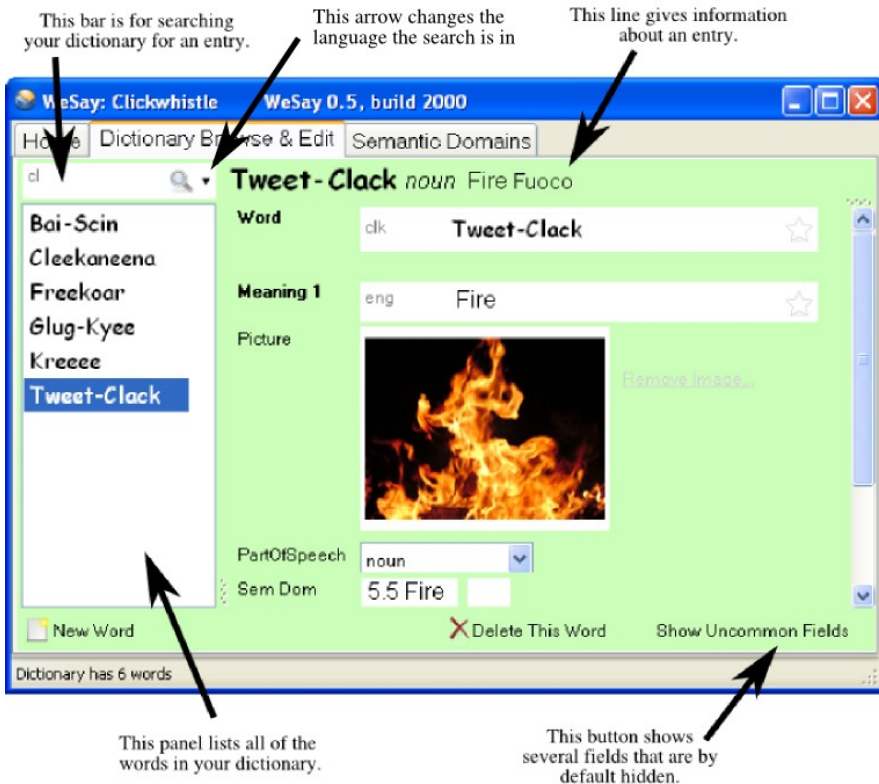 This bar is for searching
your dictionary for an entry.
This arrow changes the
language the search is in
This line gives information
about an entry.
WeSay: Clickwhistle WeSay 0.5, build 2000
Home Dictionary Browse & Edit Semantic Domains
cl
Tweet-Clack noun Fire Fuoco
Bai-Scin
Cleekaneena
Freekoar
Glug-Kyee
Kreeee
Tweet-Clack
Word clk Tweet-Clack
Meaning 1 eng Fire
Picture
Remove Image...
PartOfSpeech noun
Sem Dom 5.5 Fire
New Word Delete This Word Show Uncommon Fields
Dictionary has 6 words
This panel lists all of the
words in your dictionary.
This button shows
several fields that are by
default hidden.